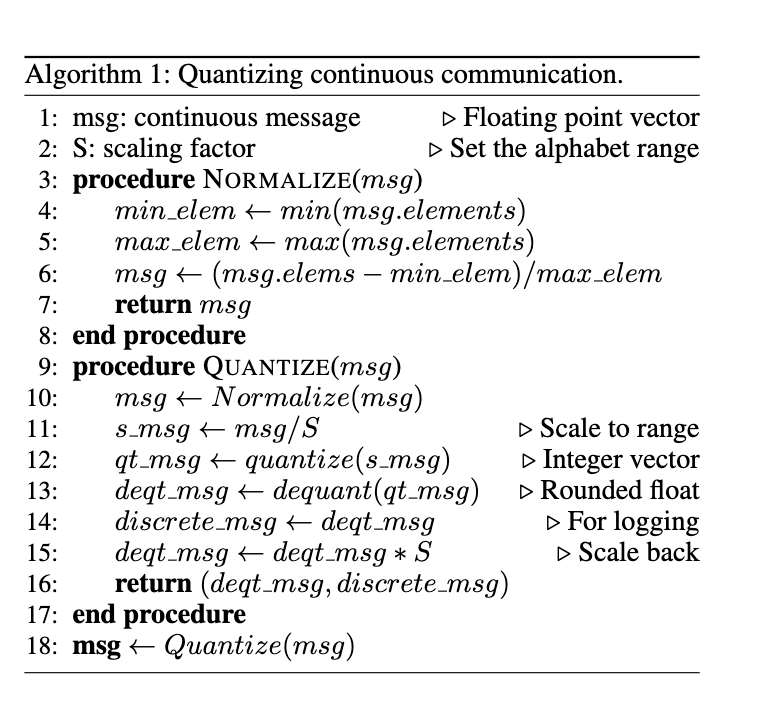 Algorithm 1: Quantizing continuous communication.
1: msg: continuous message ▷ Floating point vector
2: S: scaling factor ▷ Set the alphabet range
3: procedure NORMALIZE(msg)
4: min_elem ← min(msg.elements)
5: max_elem ← max(msg.elements)
6: msg ← (msg.elems − min_elem)/max_elem
7: return msg
8: end procedure
9: procedure QUANTIZE(msg)
10: msg ← Normalize(msg)
11: s_msg ← msg/S ▷ Scale to range
12: qt_msg ← quantize(s_msg) ▷ Integer vector
13: deqt_msg ← dequant(qt_msg) ▷ Rounded float
14: discrete_msg ← deqt_msg ▷ For logging
15: deqt_msg ← deqt_msg ∗ S ▷ Scale back
16: return (deqt_msg, discrete_msg)
17: end procedure
18: msg ← Quantize(msg)